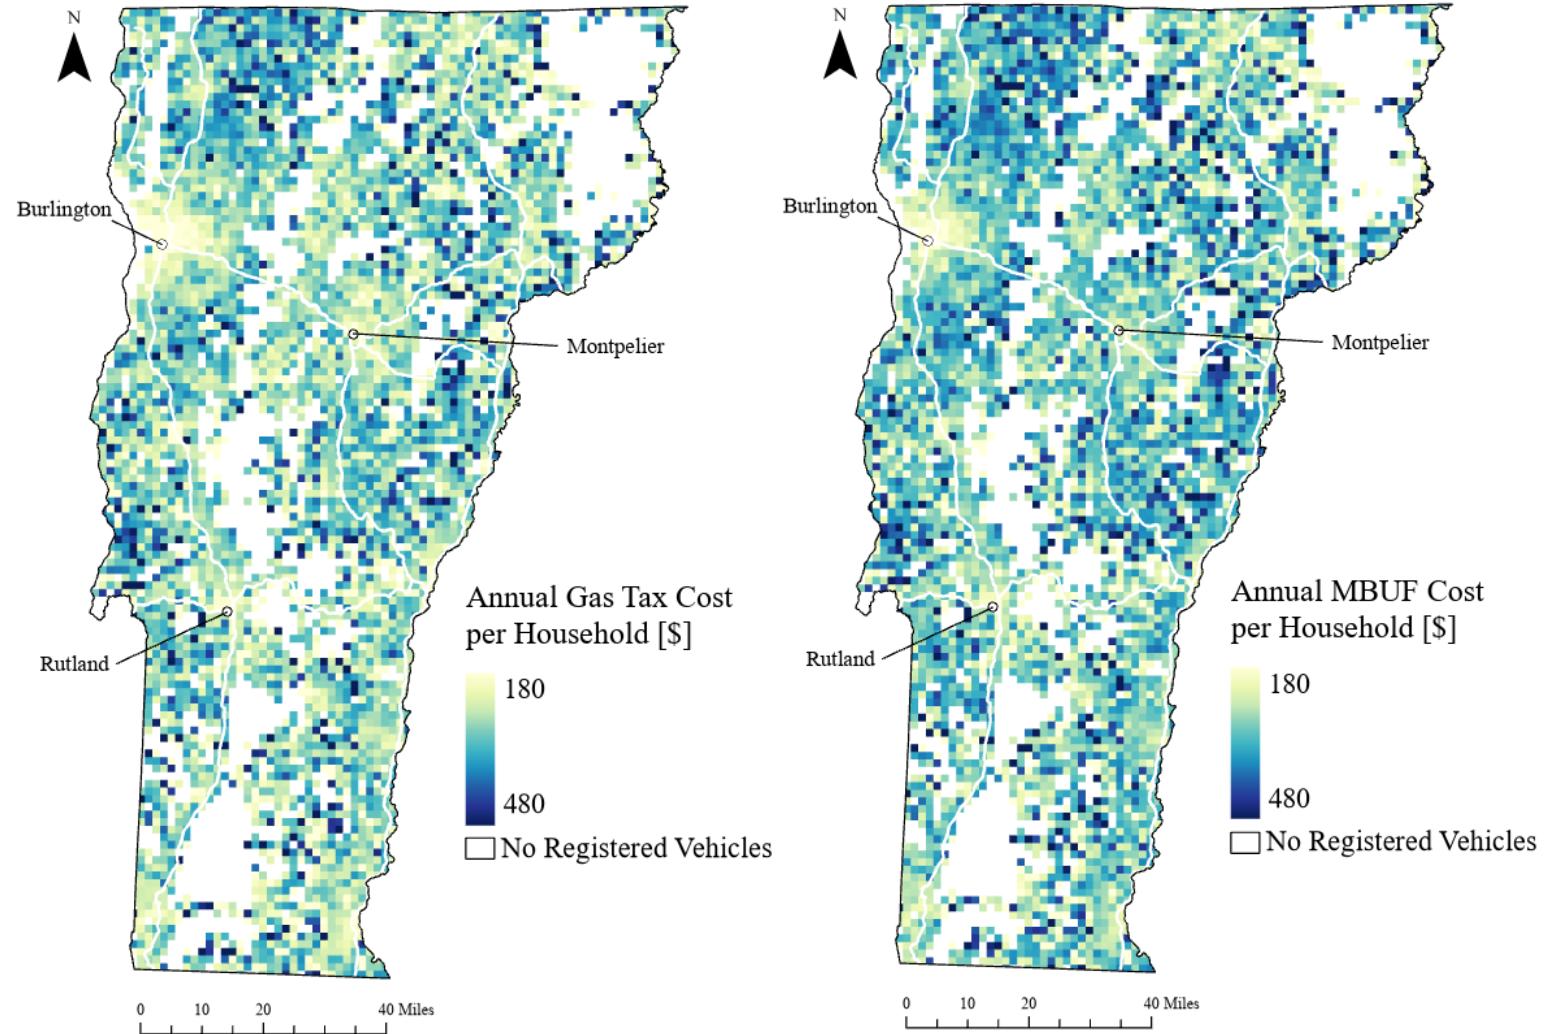 N
Burlington
Montpelier
Rutland
Annual Gas Tax Cost
per Household [$]
180
480
No Registered Vehicles
0 10 20 40 Miles
N
Burlington
Montpelier
Rutland
Annual MBUF Cost
per Household [$]
180
480
No Registered Vehicles
0 10 20 40 Miles